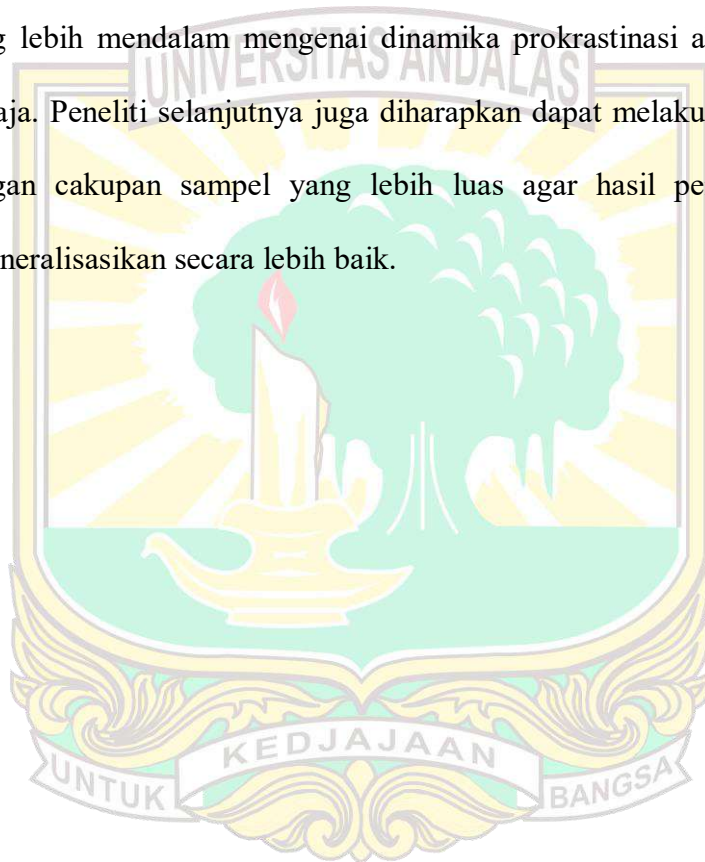 g lebih mendalam mengenai dinamika prokrastinasi a
UNIVERSITAS ANDALAS
aja. Peneliti selanjutnya juga diharapkan dapat melaku
gan cakupan sampel yang lebih luas agar hasil pe
neralisasikan secara lebih baik.
KEDJAJAAN
UNTUK
BANGSA